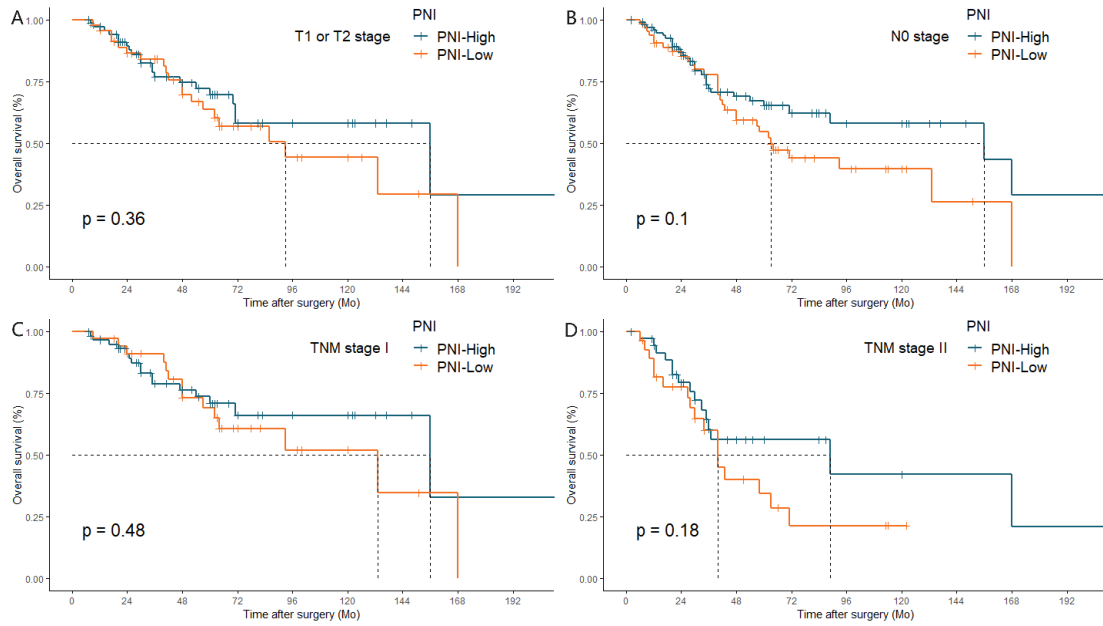 A
PNI
T1 or T2 stage
PNI-High
PNI-Low
Overall survival (%)
1.00
0.75
0.50
0.25
0.00
p = 0.36
0 24 48 72 96 120 144 168 192
Time after surgery (Mo)
B
PNI
N0 stage
PNI-High
PNI-Low
Overall survival (%)
1.00
0.75
0.50
0.25
0.00
p = 0.1
0 24 48 72 96 120 144 168 192
Time after surgery (Mo)
C
PNI
TNM stage I
PNI-High
PNI-Low
Overall survival (%)
1.00
0.75
0.50
0.25
0.00
p = 0.48
0 24 48 72 96 120 144 168 192
Time after surgery (Mo)
D
PNI
TNM stage II
PNI-High
PNI-Low
Overall survival (%)
1.00
0.75
0.50
0.25
0.00
p = 0.18
0 24 48 72 96 120 144 168 192
Time after surgery (Mo)